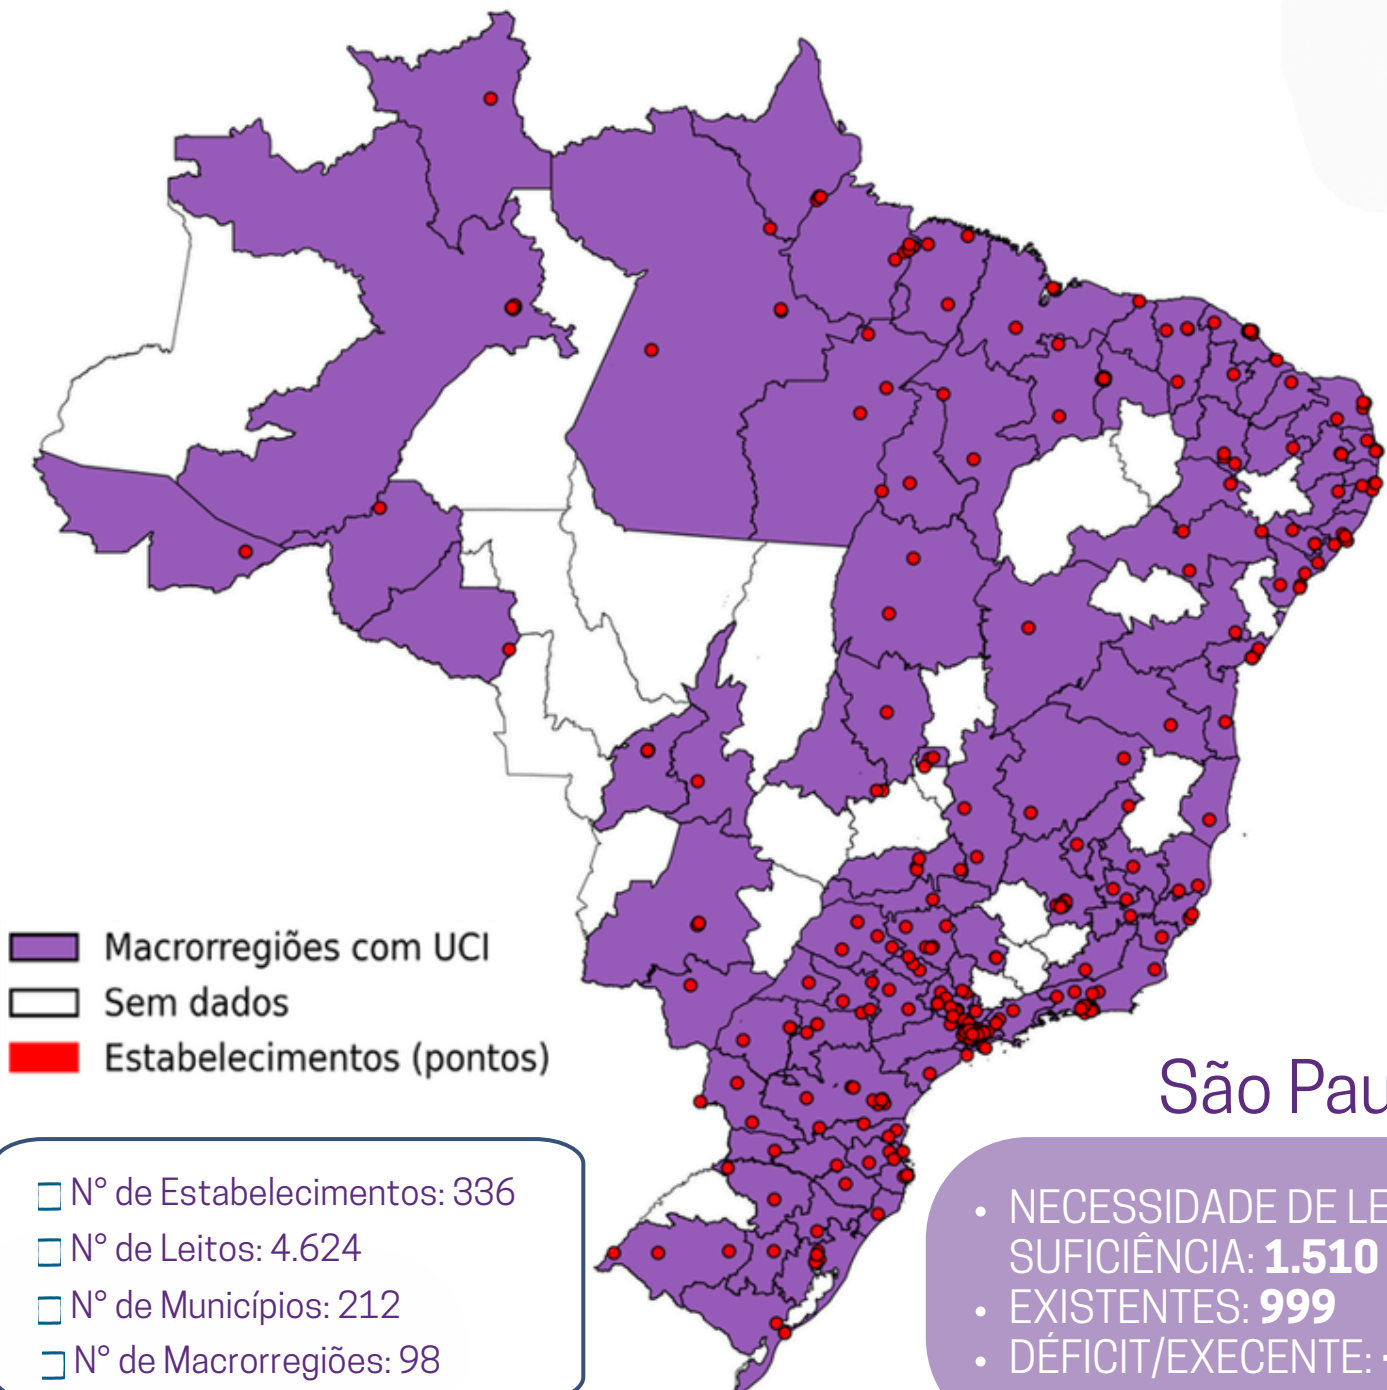 Macrorregiões com UCI
Sem dados
Estabelecimentos (pontos)
N° de Estabelecimentos: 336
N° de Leitos: 4.624
N° de Municípios: 212
N° de Macrorregiões: 98
São Pau
• NECESSIDADE DE LE
SUFICIÊNCIA: 1.510
• EXISTENTES: 999
• DÉFICIT/EXECENTE: -